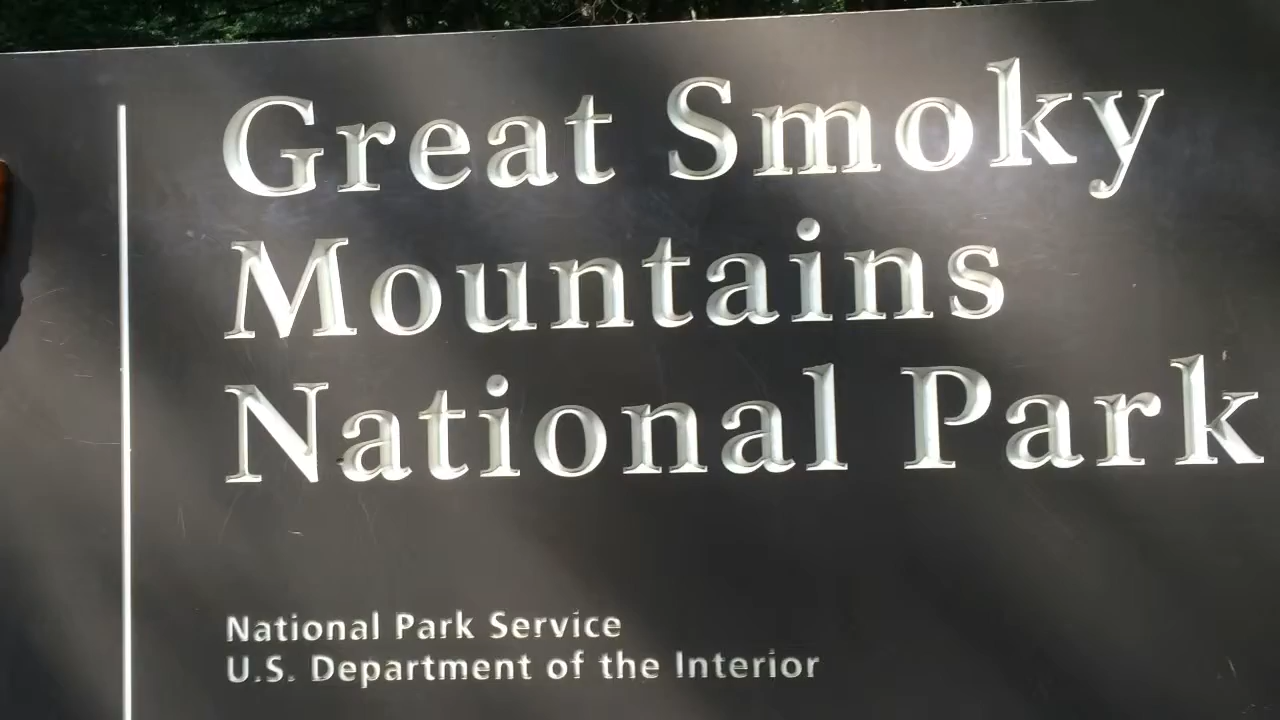 Great Smoky
Mountains
National Park
National Park Service
U.S. Department of the Interior